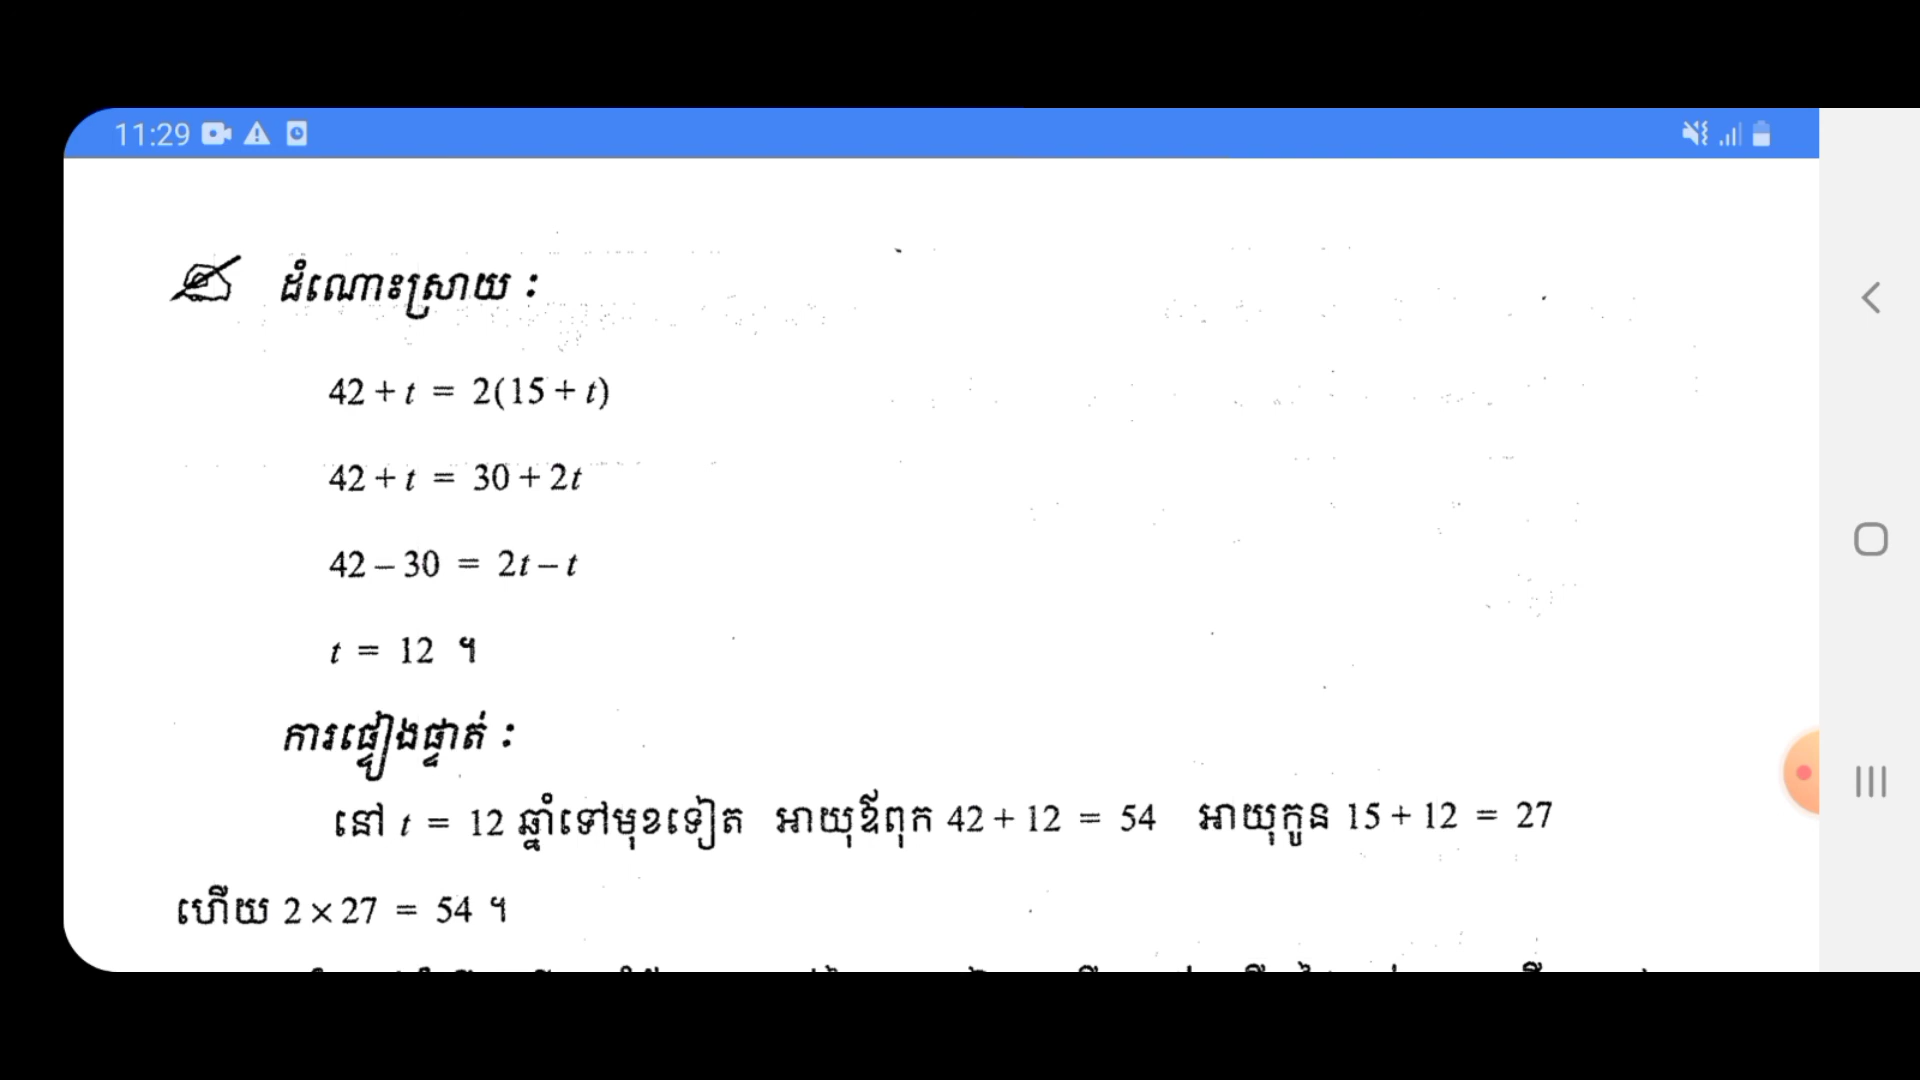 11:29
ដំណោះស្រាយ ៈ
42 + t = 2(15 + t)
42 + t = 30 + 2t
42 – 30 = 2t – t
t = 12 ។
ការផ្ទៀងផ្ទាត់ ៈ
នៅ t = 12 ឆ្នាំទៅមុខទៀត អាយុឪពុក 42 + 12 = 54 អាយុកូន 15 + 12 = 27
ហើយ 2 × 27 = 54 ។